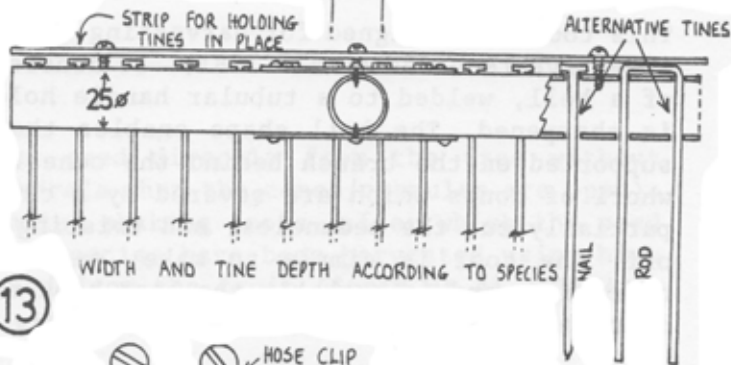 STRIP FOR HOLDING
TINES IN PLACE
ALTERNATIVE TINES
25⌀
WIDTH AND TINE DEPTH ACCORDING TO SPECIES
NAIL
ROD
13
HOSE CLIP